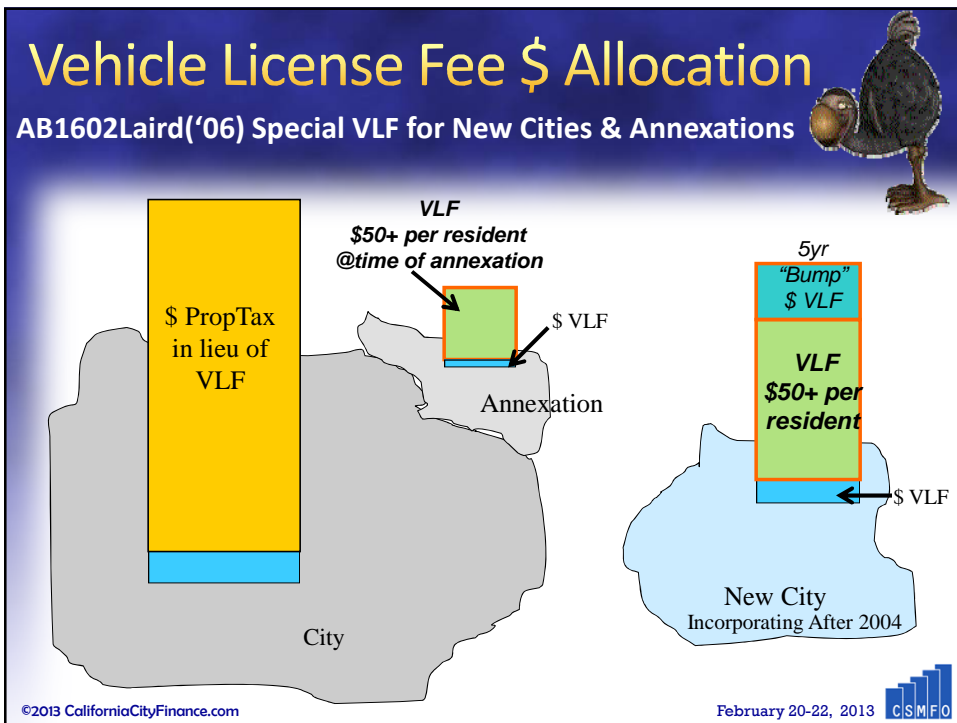 Vehicle License Fee $ Allocation
AB1602Laird(‘06) Special VLF for New Cities & Annexations
$ PropTax
in lieu of
VLF
City
VLF
$50+ per resident
@time of annexation
$ VLF
Annexation
5yr
“Bump”
$ VLF
VLF
$50+ per
resident
$ VLF
New City
Incorporating After 2004
©2013 CaliforniaCityFinance.com
February 20-22, 2013
CSMFO